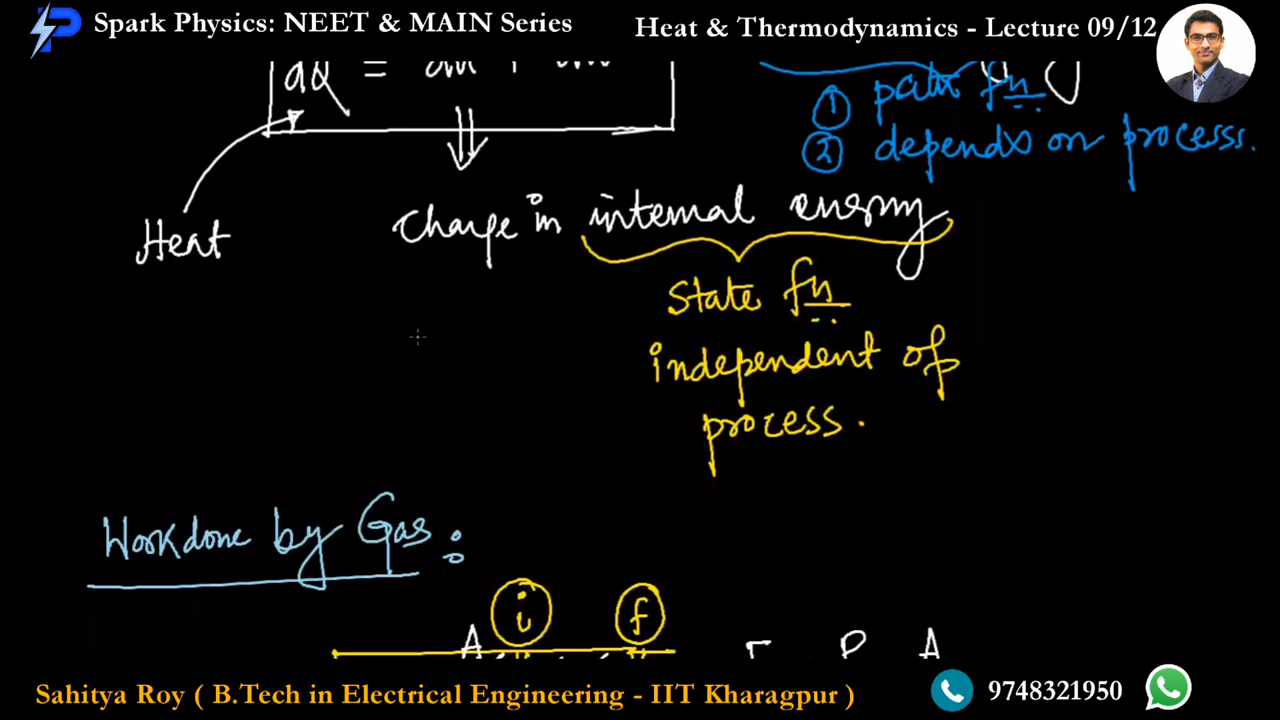 Spark Physics: NEET & MAIN Series
Heat & Thermodynamics - Lecture 09/12
dQ =
① path fn
② depends on process.
Heat
Change in internal energy
State fn
independent of
process.
Workdone by Gas :
i f
A P A
Sahitya Roy ( B.Tech in Electrical Engineering - IIT Kharagpur )
9748321950